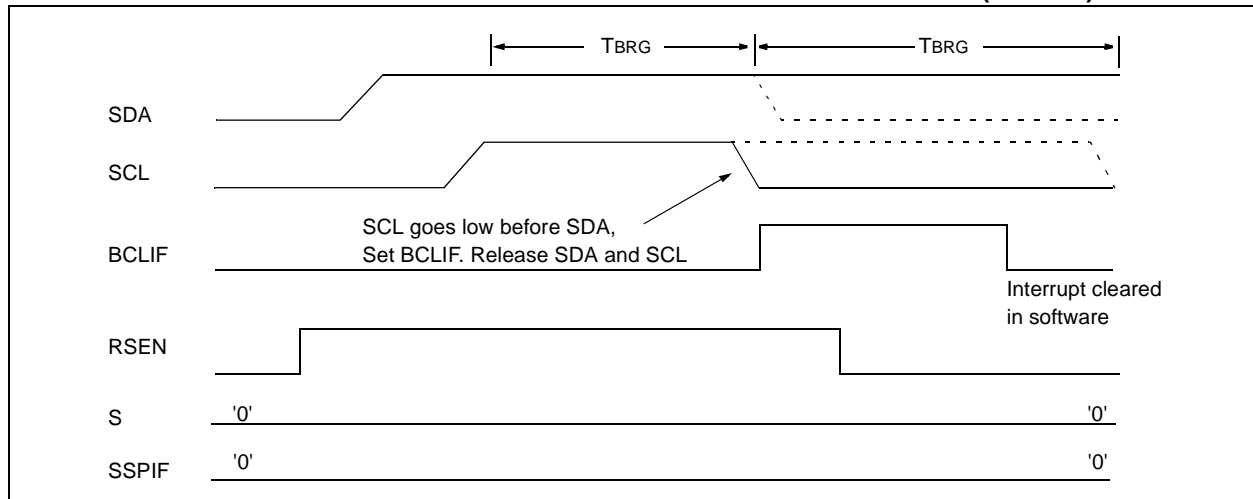 TBRG TBRG
SDA
SCL
SCL goes low before SDA,
Set BCLIF. Release SDA and SCL
BCLIF
Interrupt cleared
in software
RSEN
S '0' '0'
SSPIF '0' '0'